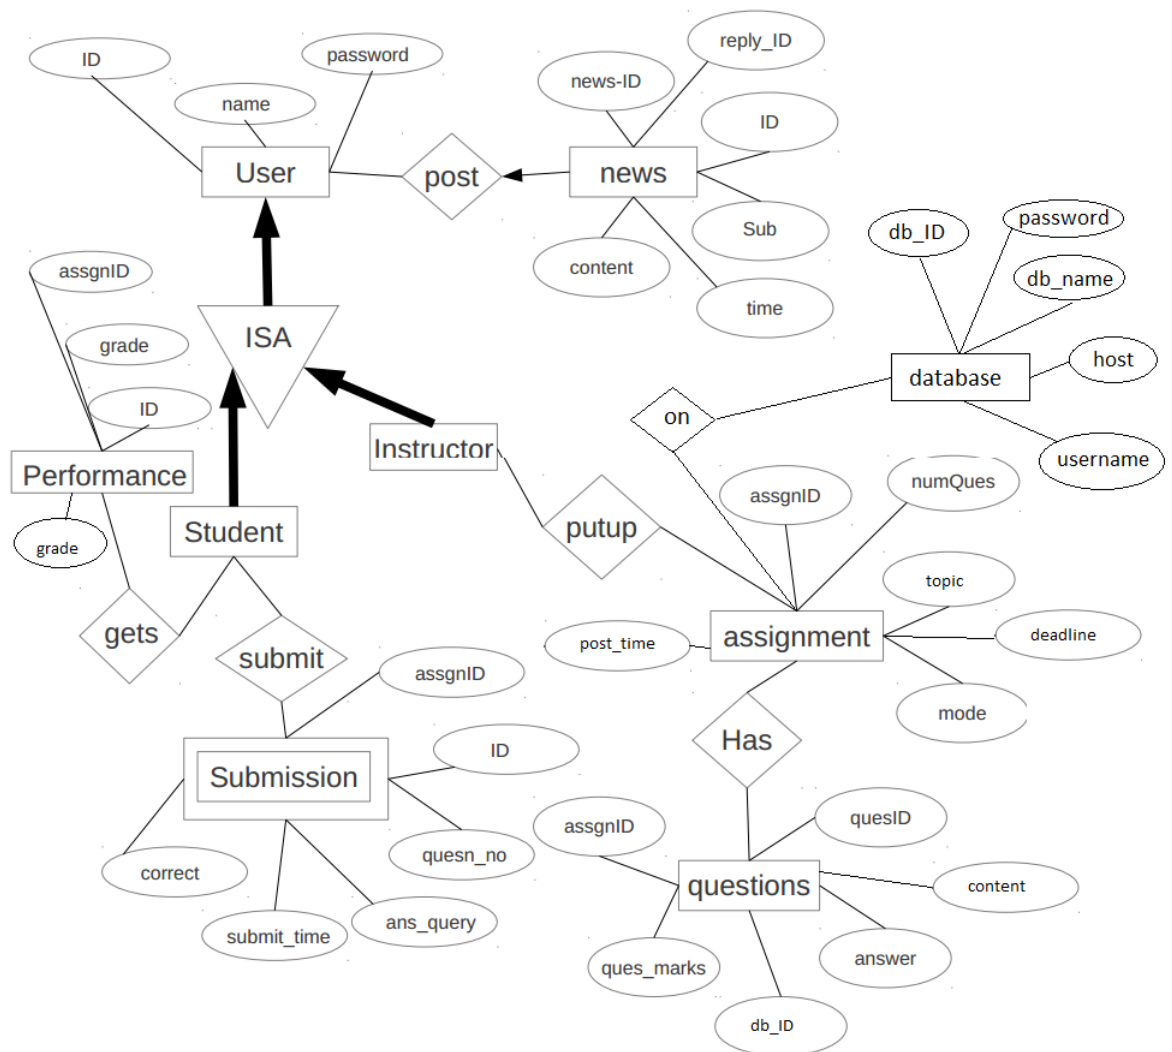 reply_ID
ID
password
news-ID
name
ID
User
post
news
password
db_ID
Sub
content
assgnID
db_name
time
ISA
grade
host
database
ID
on
Instructor
username
Performance
numQues
assgnID
putup
Student
grade
topic
gets
assignment
deadline
post_time
submit
assgnID
mode
Has
ID
Submission
quesID
assgnID
quesn_no
correct
content
questions
ans_query
submit_time
answer
ques_marks
db_ID